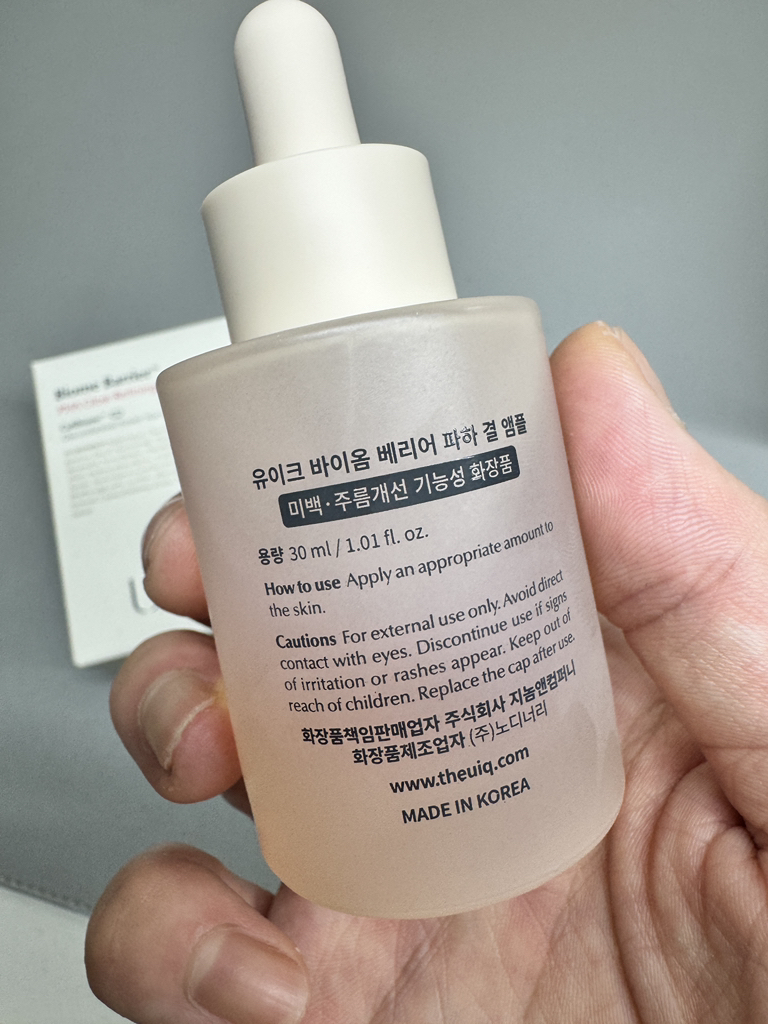 유이크 바이옴 베리어 파하 결 앰플
미백·주름개선 기능성 화장품
용량 30 ml / 1.01 fl. oz.
How to use Apply an appropriate amount to
the skin.
Cautions For external use only. Avoid direct
contact with eyes. Discontinue use if signs
of irritation or rashes appear. Keep out of
reach of children. Replace the cap after use.
화장품책임판매업자 주식회사 지놈앤컴퍼니
화장품제조업자 (주)노디너리
www.theuiq.com
MADE IN KOREA
Biome Barrier